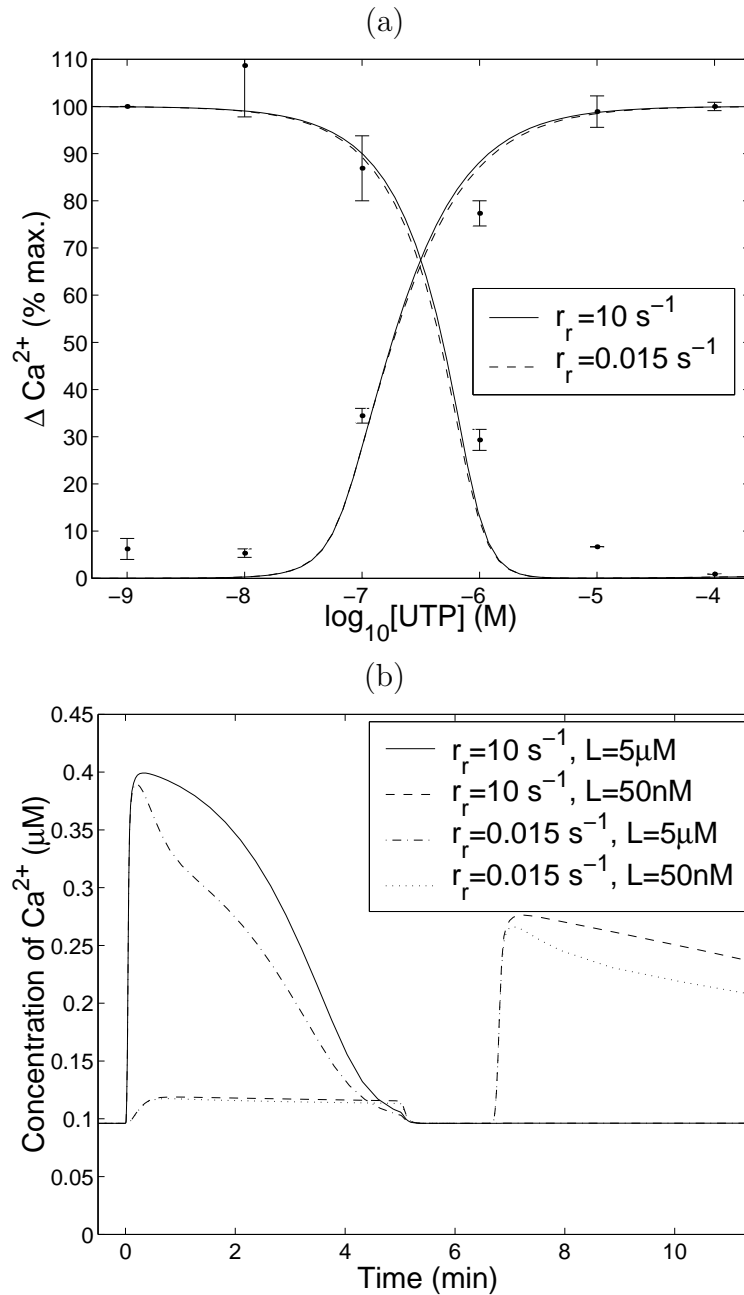 (a)
110
100
90
80
70
60
50
40
30
20
10
0
Δ Ca²⁺ (% max.)
r_r=10 s⁻¹
r_r=0.015 s⁻¹
−9 −8 −7 −6 −5 −4
log₁₀[UTP] (M)
(b)
0.45
0.4
0.35
0.3
0.25
0.2
0.15
0.1
0.05
0
Concentration of Ca²⁺ (μM)
r_r=10 s⁻¹, L=5μM
r_r=10 s⁻¹, L=50nM
r_r=0.015 s⁻¹, L=5μM
r_r=0.015 s⁻¹, L=50nM
0 2 4 6 8 10
Time (min)